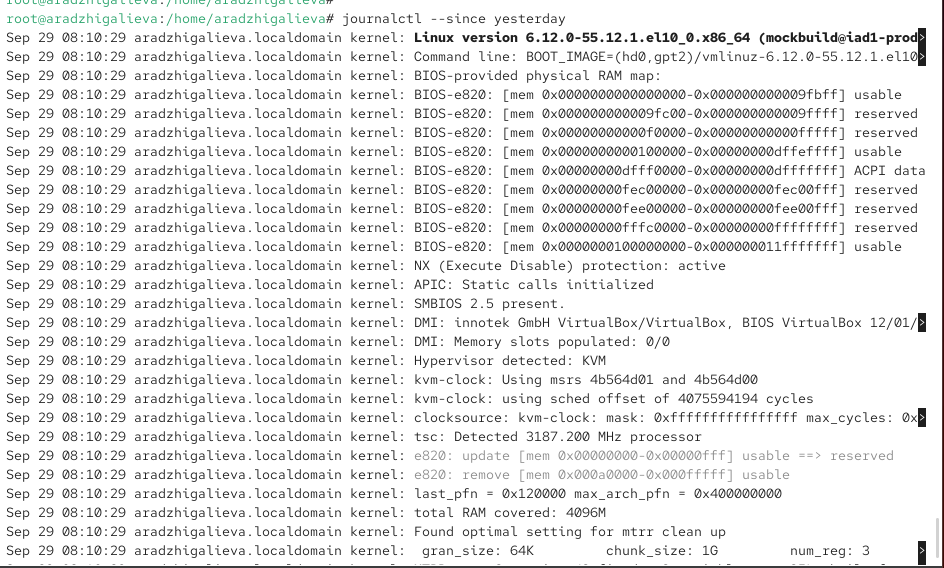 root@aradzhigalieva:/home/aradzhigalieva#
root@aradzhigalieva:/home/aradzhigalieva# journalctl --since yesterday
Sep 29 08:10:29 aradzhigalieva.localdomain kernel: Linux version 6.12.0-55.12.1.el10_0.x86_64 (mockbuild@iad1-prod>
Sep 29 08:10:29 aradzhigalieva.localdomain kernel: Command line: BOOT_IMAGE=(hd0,gpt2)/vmlinuz-6.12.0-55.12.1.el10>
Sep 29 08:10:29 aradzhigalieva.localdomain kernel: BIOS-provided physical RAM map:
Sep 29 08:10:29 aradzhigalieva.localdomain kernel: BIOS-e820: [mem 0x0000000000000000-0x000000000009fbff] usable
Sep 29 08:10:29 aradzhigalieva.localdomain kernel: BIOS-e820: [mem 0x000000000009fc00-0x000000000009ffff] reserved
Sep 29 08:10:29 aradzhigalieva.localdomain kernel: BIOS-e820: [mem 0x00000000000f0000-0x00000000000fffff] reserved
Sep 29 08:10:29 aradzhigalieva.localdomain kernel: BIOS-e820: [mem 0x0000000000100000-0x00000000dffeffff] usable
Sep 29 08:10:29 aradzhigalieva.localdomain kernel: BIOS-e820: [mem 0x00000000dfff0000-0x00000000dfffffff] ACPI data
Sep 29 08:10:29 aradzhigalieva.localdomain kernel: BIOS-e820: [mem 0x00000000fec00000-0x00000000fec00fff] reserved
Sep 29 08:10:29 aradzhigalieva.localdomain kernel: BIOS-e820: [mem 0x00000000fee00000-0x00000000fee00fff] reserved
Sep 29 08:10:29 aradzhigalieva.localdomain kernel: BIOS-e820: [mem 0x00000000fffc0000-0x00000000ffffffff] reserved
Sep 29 08:10:29 aradzhigalieva.localdomain kernel: BIOS-e820: [mem 0x0000000100000000-0x000000011fffffff] usable
Sep 29 08:10:29 aradzhigalieva.localdomain kernel: NX (Execute Disable) protection: active
Sep 29 08:10:29 aradzhigalieva.localdomain kernel: APIC: Static calls initialized
Sep 29 08:10:29 aradzhigalieva.localdomain kernel: SMBIOS 2.5 present.
Sep 29 08:10:29 aradzhigalieva.localdomain kernel: DMI: innotek GmbH VirtualBox/VirtualBox, BIOS VirtualBox 12/01/>
Sep 29 08:10:29 aradzhigalieva.localdomain kernel: DMI: Memory slots populated: 0/0
Sep 29 08:10:29 aradzhigalieva.localdomain kernel: Hypervisor detected: KVM
Sep 29 08:10:29 aradzhigalieva.localdomain kernel: kvm-clock: Using msrs 4b564d01 and 4b564d00
Sep 29 08:10:29 aradzhigalieva.localdomain kernel: kvm-clock: using sched offset of 4075594194 cycles
Sep 29 08:10:29 aradzhigalieva.localdomain kernel: clocksource: kvm-clock: mask: 0xffffffffffffffff max_cycles: 0x>
Sep 29 08:10:29 aradzhigalieva.localdomain kernel: tsc: Detected 3187.200 MHz processor
Sep 29 08:10:29 aradzhigalieva.localdomain kernel: e820: update [mem 0x00000000-0x00000fff] usable ==> reserved
Sep 29 08:10:29 aradzhigalieva.localdomain kernel: e820: remove [mem 0x000a0000-0x000fffff] usable
Sep 29 08:10:29 aradzhigalieva.localdomain kernel: last_pfn = 0x120000 max_arch_pfn = 0x400000000
Sep 29 08:10:29 aradzhigalieva.localdomain kernel: total RAM covered: 4096M
Sep 29 08:10:29 aradzhigalieva.localdomain kernel: Found optimal setting for mtrr clean up
Sep 29 08:10:29 aradzhigalieva.localdomain kernel:  gran_size: 64K         chunk_size: 1G         num_reg: 3      >